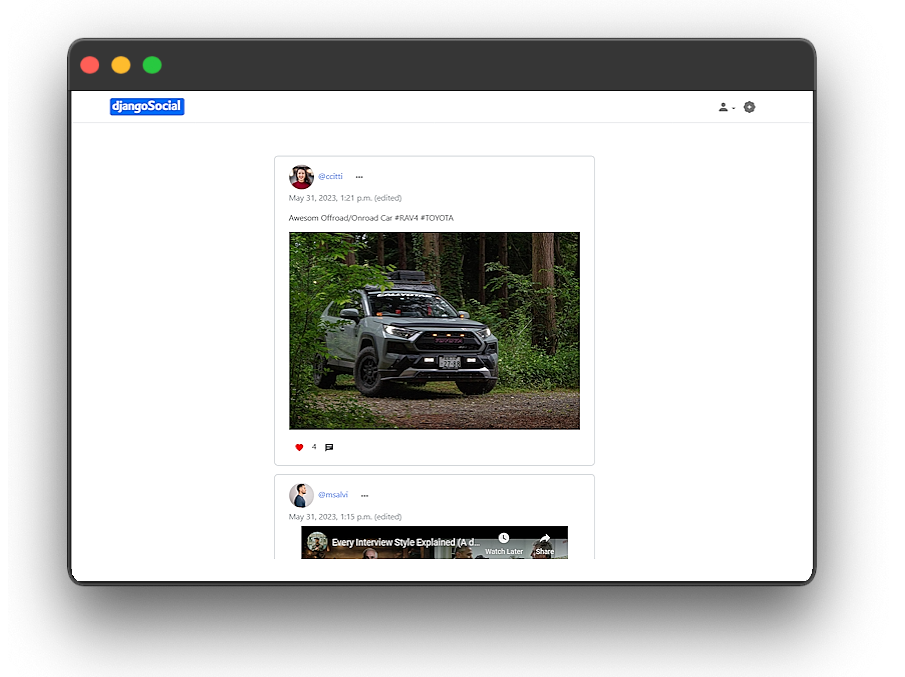 djangoSocial
@ccitti
May 31, 2023, 1:21 p.m. (edited)
Awesom Offroad/Onroad Car #RAV4 #TOYOTA
TOYOTA
4
@msalvi
May 31, 2023, 1:15 p.m. (edited)
Every Interview Style Explained (A d...
Watch Later
Share